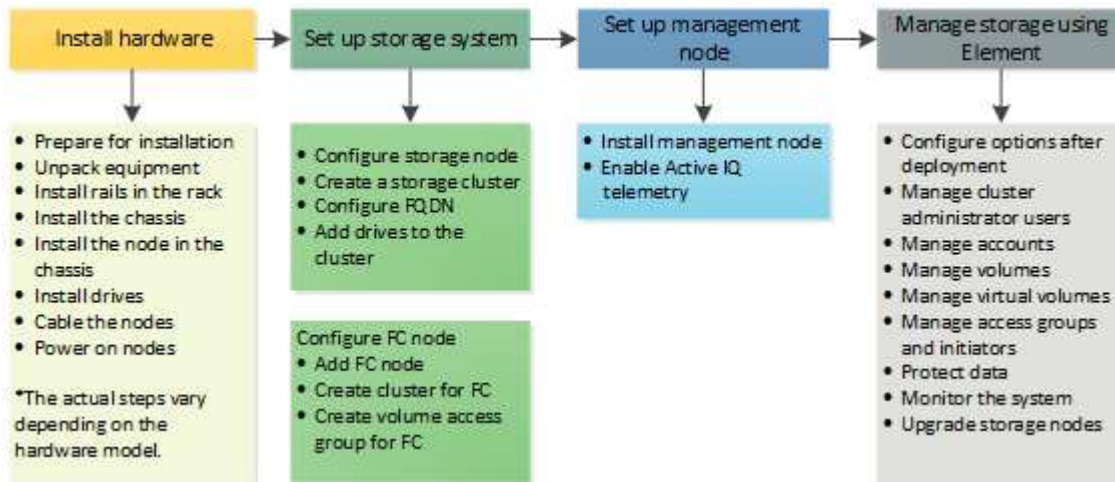 Install hardware
Set up storage system
Set up management
node
Manage storage using
Element
• Prepare for installation
• Unpack equipment
• Install rails in the rack
• Install the chassis
• Install the node in the
chassis
• Install drives
• Cable the nodes
• Power on nodes
*The actual steps vary
depending on the
hardware model.
• Configure storage node
• Create a storage cluster
• Configure FQDN
• Add drives to the
cluster
Configure FC node
• Add FC node
• Create cluster for FC
• Create volume access
group for FC
• Install management node
• Enable Active IQ
telemetry
• Configure options after
deployment
• Manage cluster
administrator users
• Manage accounts
• Manage volumes
• Manage virtual volumes
• Manage access groups
and initiators
• Protect data
• Monitor the system
• Upgrade storage nodes